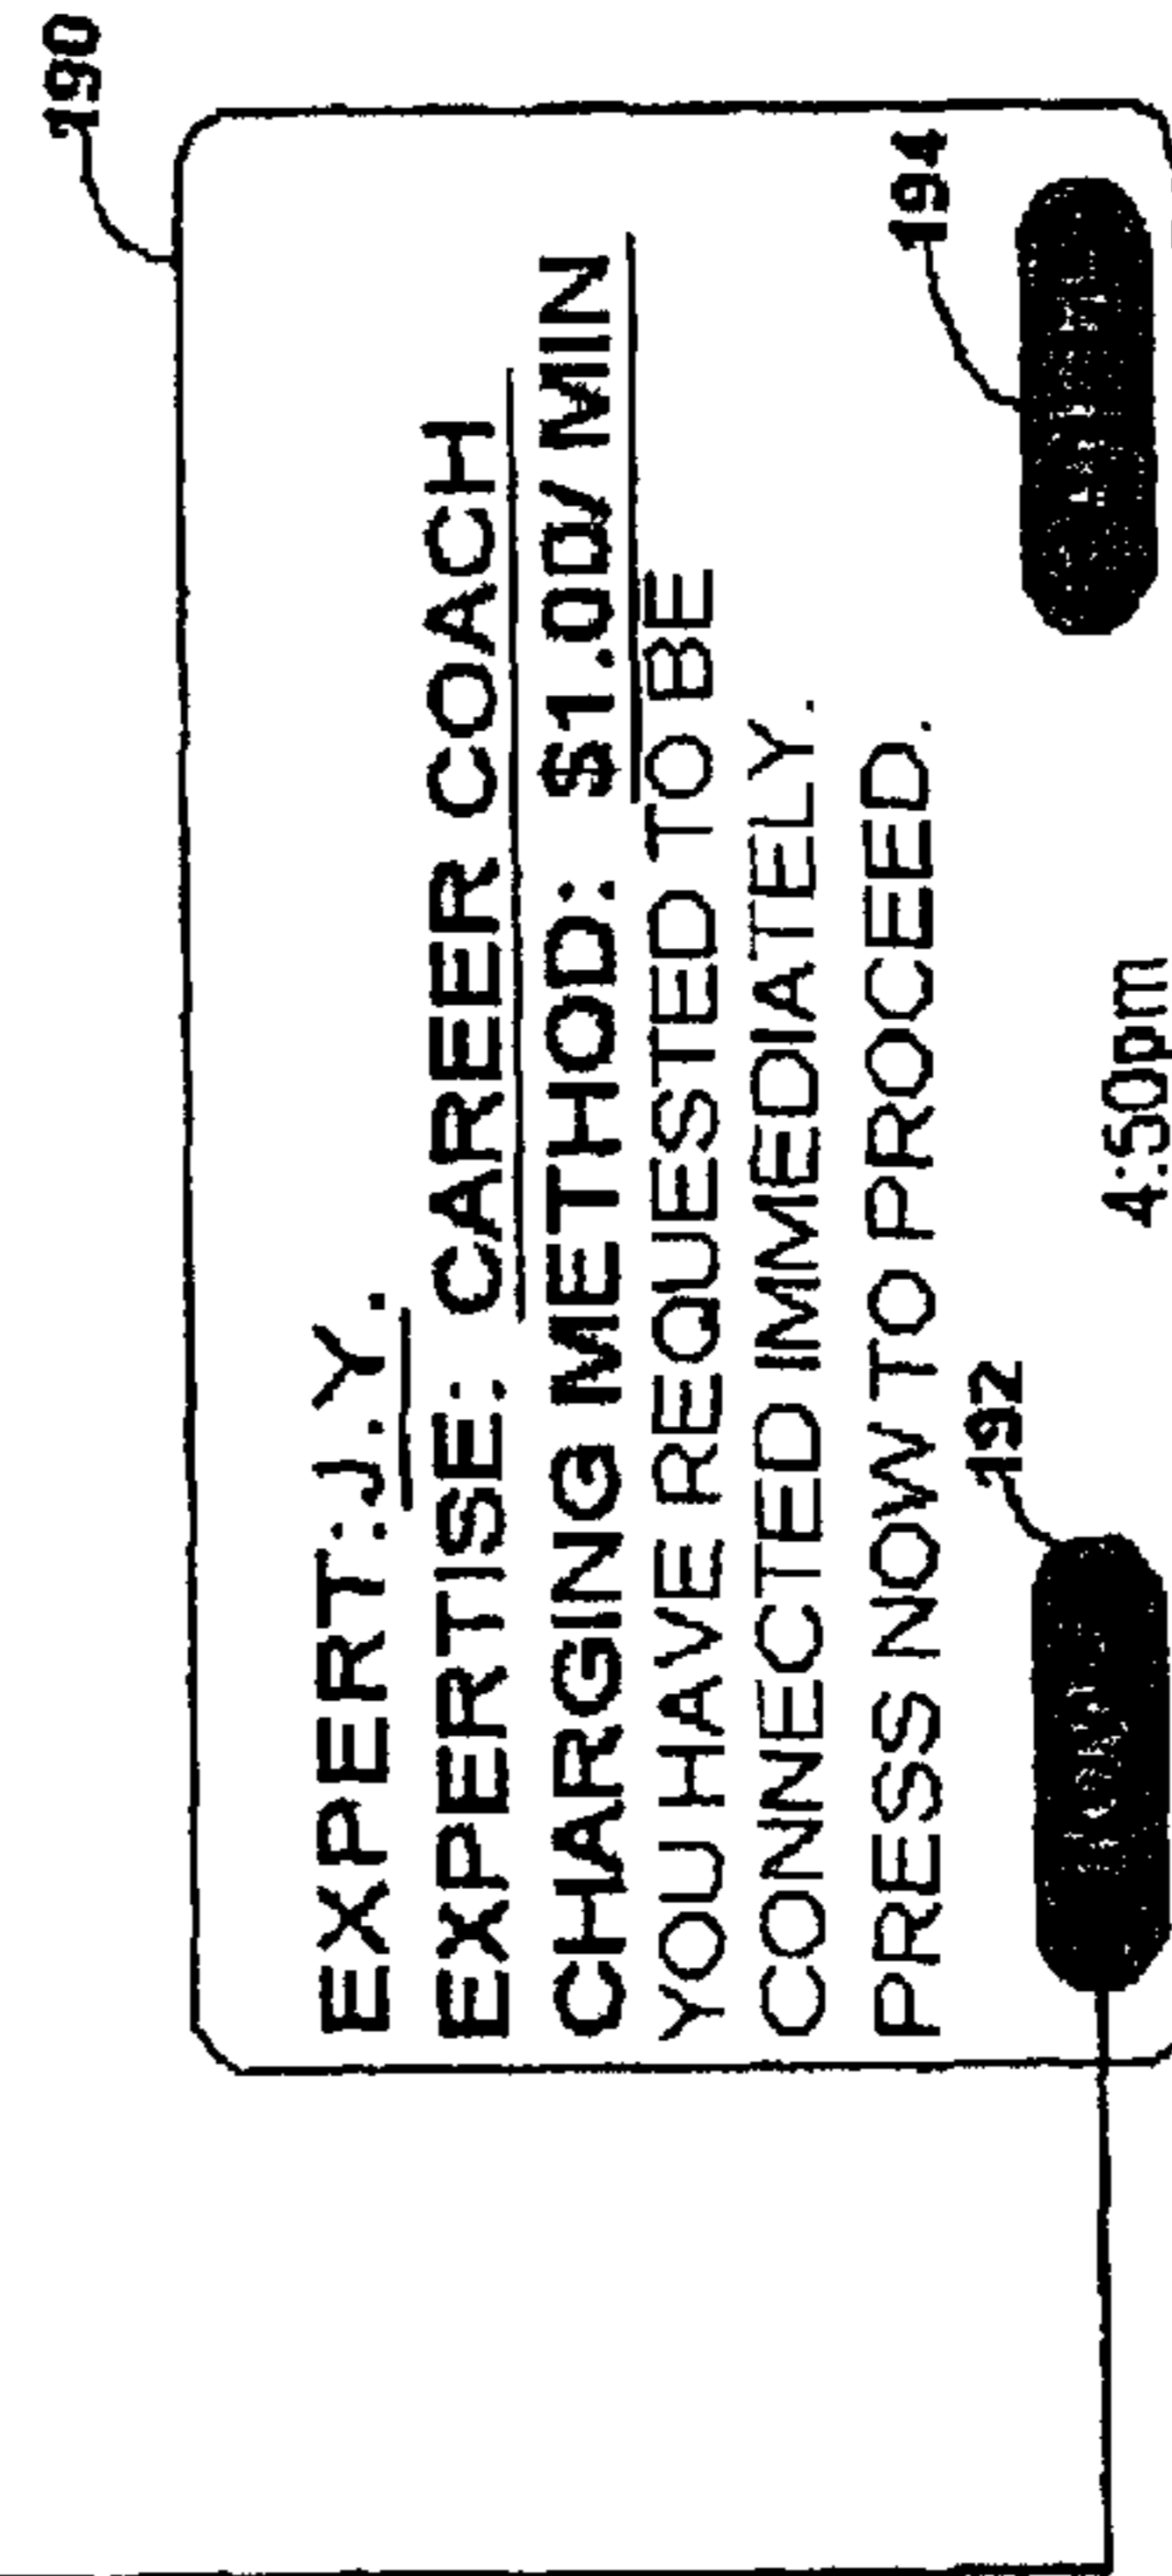 190
EXPERT: J.Y.
EXPERTISE: CAREER COACH
CHARGING METHOD: $1.00/ MIN
YOU HAVE REQUESTED TO BE
CONNECTED IMMEDIATELY.
PRESS NOW TO PROCEED.
192
194
4:50pm